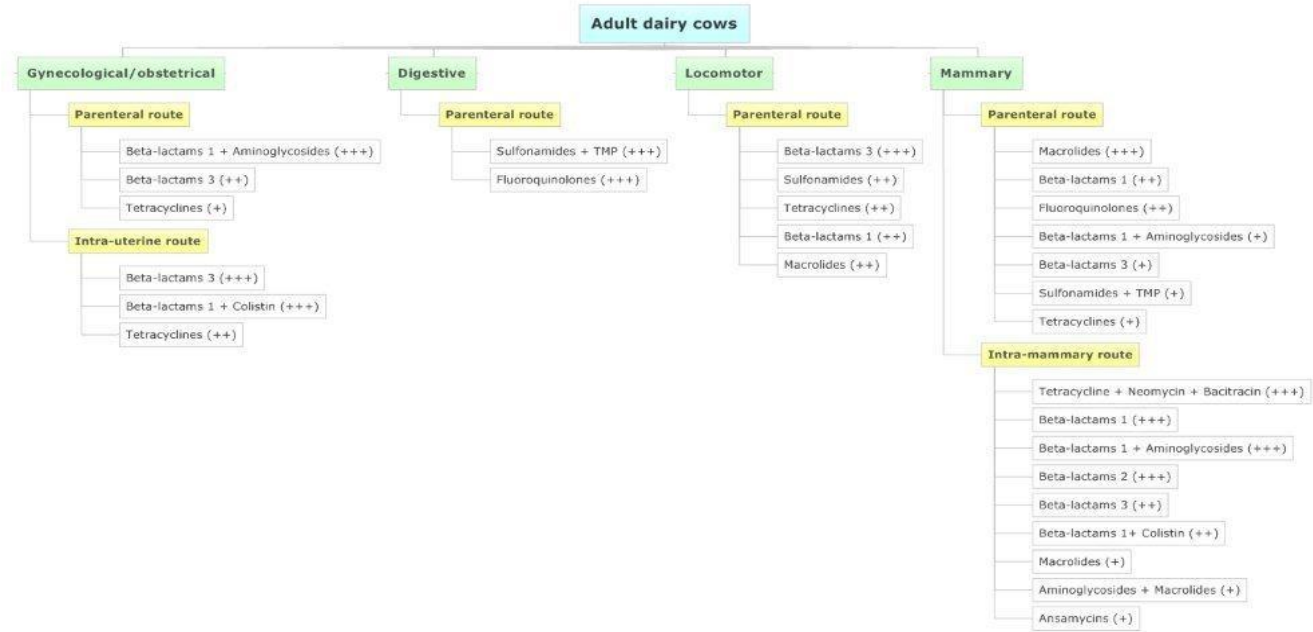 Adult dairy cows
Gynecological/obstetrical
Parenteral route
Beta-lactams 1 + Aminoglycosides (+++)
Beta-lactams 3 (++)
Tetracyclines (+)
Intra-uterine route
Beta-lactams 3 (+++)
Beta-lactams 1 + Colistin (+++)
Tetracyclines (++)
Digestive
Parenteral route
Sulfonamides + TMP (+++)
Fluoroquinolones (+++)
Locomotor
Parenteral route
Beta-lactams 3 (+++)
Sulfonamides (++)
Tetracyclines (++)
Beta-lactams 1 (++)
Macrolides (++)
Mammary
Parenteral route
Macrolides (+++)
Beta-lactams 1 (++)
Fluoroquinolones (++)
Beta-lactams 1 + Aminoglycosides (+)
Beta-lactams 3 (+)
Sulfonamides + TMP (+)
Tetracyclines (+)
Intra-mammary route
Tetracycline + Neomycin + Bacitracin (+++)
Beta-lactams 1 (+++)
Beta-lactams 1 + Aminoglycosides (+++)
Beta-lactams 2 (+++)
Beta-lactams 3 (++)
Beta-lactams 1+ Colistin (++)
Macrolides (+)
Aminoglycosides + Macrolides (+)
Ansamycins (+)